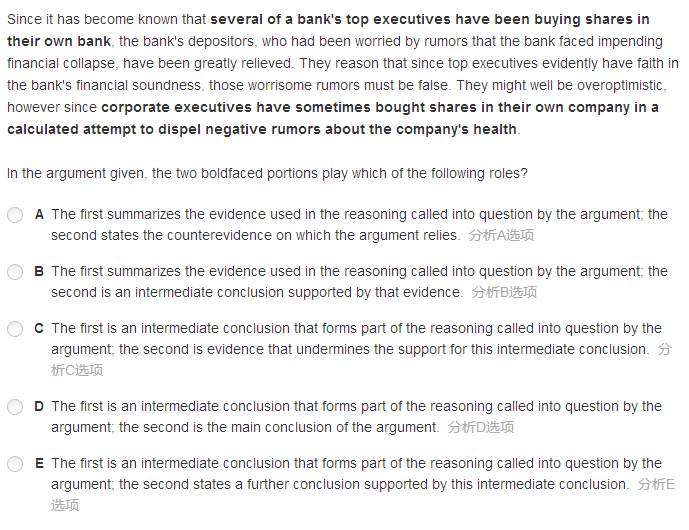 Since it has become known that several of a bank's top executives have been buying shares in
their own bank, the bank's depositors, who had been worried by rumors that the bank faced impending
financial collapse, have been greatly relieved. They reason that since top executives evidently have faith in
the bank's financial soundness, those worrisome rumors must be false. They might well be overoptimistic,
however since corporate executives have sometimes bought shares in their own company in a
calculated attempt to dispel negative rumors about the company's health.
In the argument given, the two boldfaced portions play which of the following roles?
A The first summarizes the evidence used in the reasoning called into question by the argument; the
second states the counterevidence on which the argument relies. 分析A选项
B The first summarizes the evidence used in the reasoning called into question by the argument; the
second is an intermediate conclusion supported by that evidence. 分析B选项
C The first is an intermediate conclusion that forms part of the reasoning called into question by the
argument; the second is evidence that undermines the support for this intermediate conclusion. 分
析C选项
D The first is an intermediate conclusion that forms part of the reasoning called into question by the
argument; the second is the main conclusion of the argument. 分析D选项
E The first is an intermediate conclusion that forms part of the reasoning called into question by the
argument; the second states a further conclusion supported by this intermediate conclusion. 分析E
选项